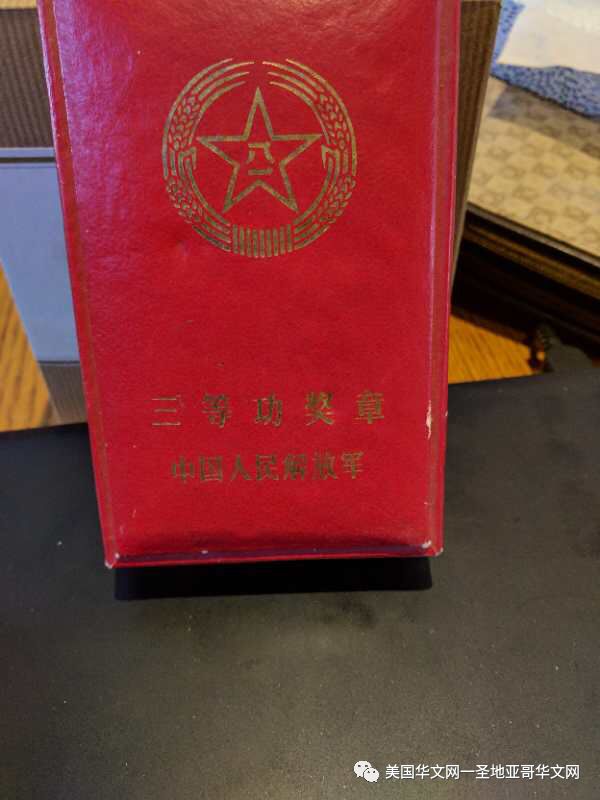 八一
三等功奖章
中国人民解放军
美国华文网一圣地亚哥华文网